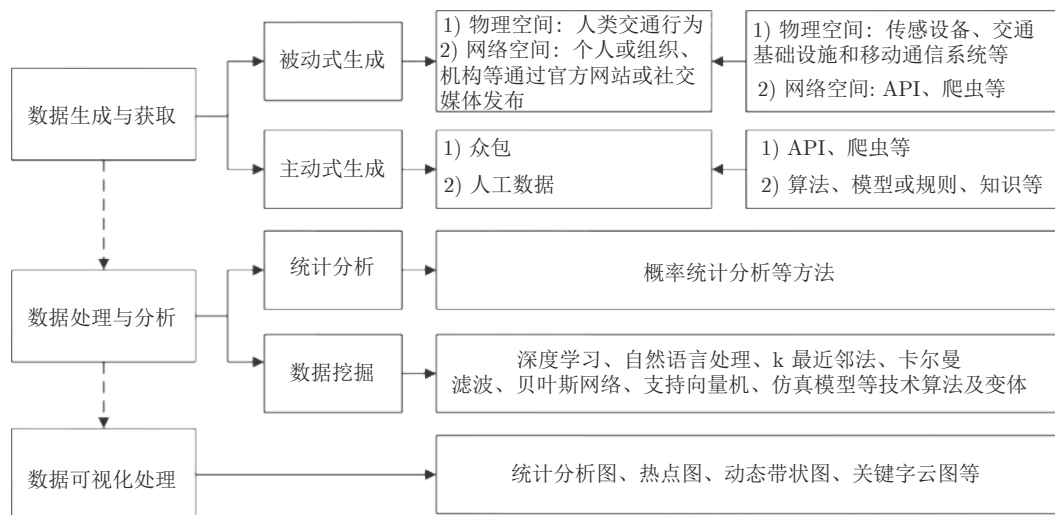 数据生成与获取
被动式生成
1) 物理空间：人类交通行为
2) 网络空间：个人或组织、
机构等通过官方网站或社交
媒体发布
1) 物理空间：传感设备、交通
基础设施和移动通信系统等
2) 网络空间: API、爬虫等
主动式生成
1) 众包
2) 人工数据
1) API、爬虫等
2) 算法、模型或规则、知识等
数据处理与分析
统计分析
概率统计分析等方法
数据挖掘
深度学习、自然语言处理、k 最近邻法、卡尔曼
滤波、贝叶斯网络、支持向量机、仿真模型等技术算法及变体
数据可视化处理
统计分析图、热点图、动态带状图、关键字云图等